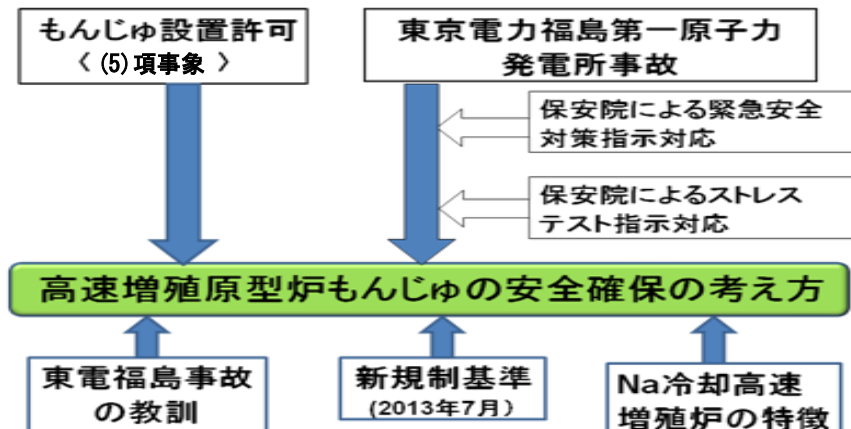 もんじゅ設置許可
〈 (5)項事象 〉
東京電力福島第一原子力
発電所事故
保安院による緊急安全
対策指示対応
保安院によるストレス
テスト指示対応
高速増殖原型炉もんじゅの安全確保の考え方
東電福島事故
の教訓
新規制基準
(2013年7月)
Na冷却高速
増殖炉の特徴